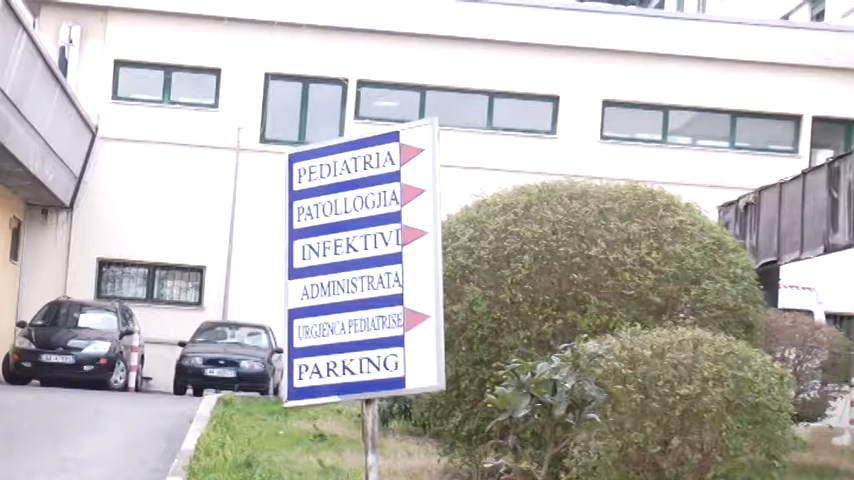 PEDIATRIA
PATOLLOGJIA
INFEKTIVI
ADMINISTRATA
URGJENCA PEDIATRISE
PARKING